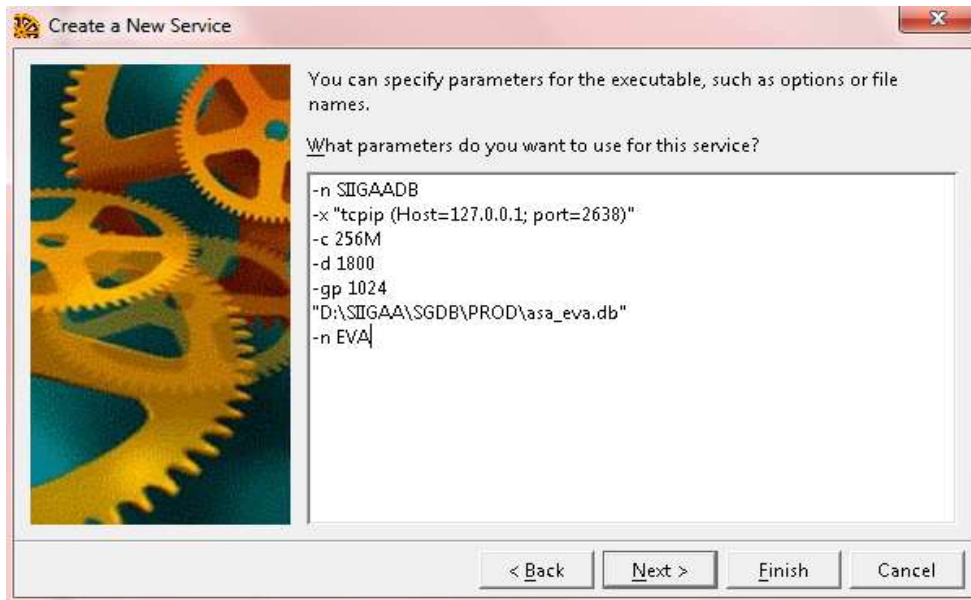 Create a New Service
You can specify parameters for the executable, such as options or file
names.
What parameters do you want to use for this service?
-n SIIGAADB
-x "tcpip (Host=127.0.0.1; port=2638)"
-c 256M
-d 1800
-gp 1024
"D:\SIIGAA\SGDB\PROD\asa_eva.db"
-n EVA
< Back
Next >
Finish
Cancel